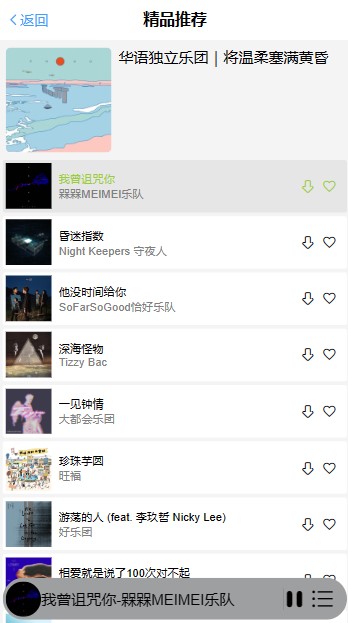 返回
精品推荐
华语独立乐团｜将温柔塞满黄昏
我曾诅咒你
槑槑MEIMEI乐队
昏迷指数
Night Keepers 守夜人
他没时间给你
SoFarSoGood恰好乐队
深海怪物
Tizzy Bac
一见钟情
大都会乐团
珍珠芋圆
旺福
游荡的人 (feat. 李玖哲 Nicky Lee)
好乐团
相爱就是说了100次对不起
我曾诅咒你-槑槑MEIMEI乐队